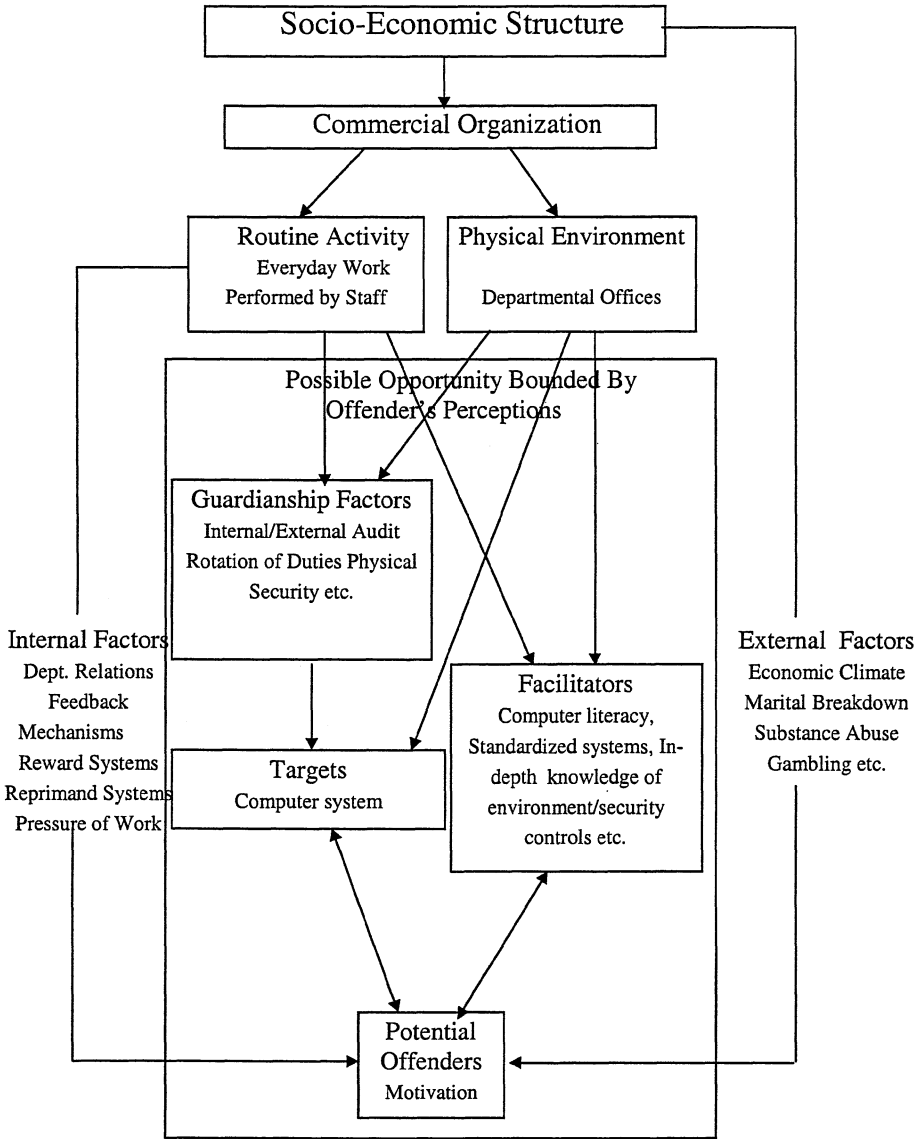 Socio-Economic Structure
Commercial Organization
Routine Activity
Everyday Work
Performed by Staff
Physical Environment
Departmental Offices
Possible Opportunity Bounded By
Offender's Perceptions
Guardianship Factors
Internal/External Audit
Rotation of Duties Physical
Security etc.
Internal Factors
Dept. Relations
Feedback
Mechanisms
Reward Systems
Reprimand Systems
Pressure of Work
External Factors
Economic Climate
Marital Breakdown
Substance Abuse
Gambling etc.
Facilitators
Computer literacy,
Standardized systems, In-
depth knowledge of
environment/security
controls etc.
Targets
Computer system
Potential
Offenders
Motivation